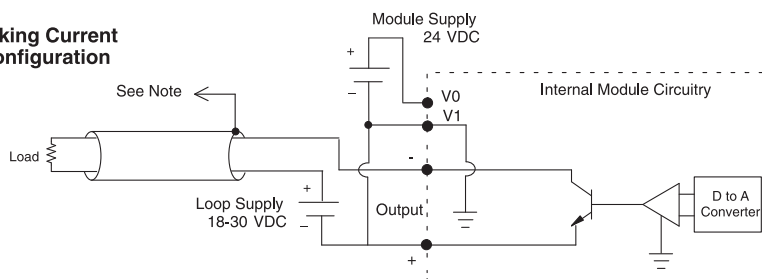 king Current
onfiguration
Module Supply
24 VDC
+
–
See Note
V0
V1
Internal Module Circuitry
Load
-
+
Loop Supply
18-30 VDC
–
Output
D to A
Converter
+